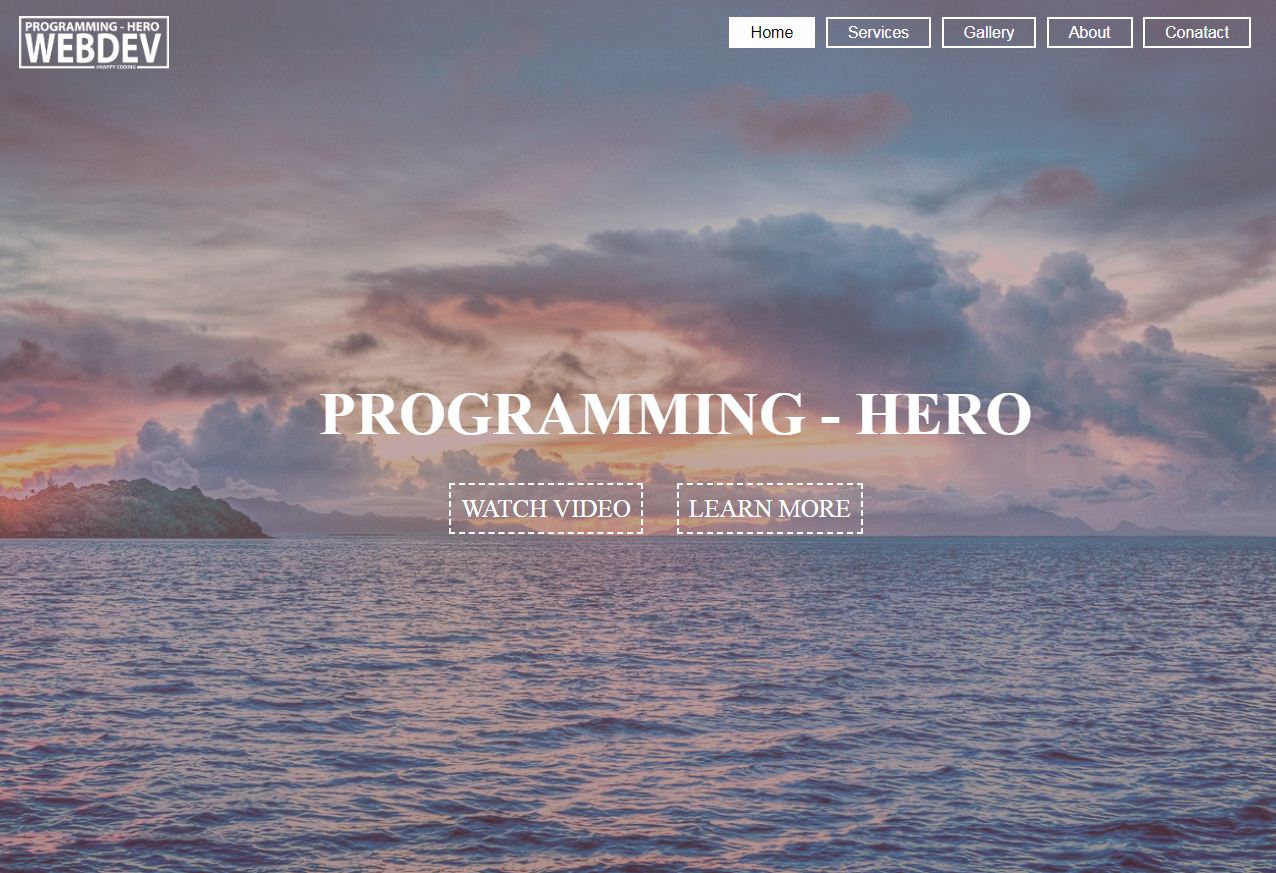 PROGRAMMING - HERO
WEBDEV
#HAPPY CODING
Home
Services
Gallery
About
Conatact
PROGRAMMING - HERO
WATCH VIDEO
LEARN MORE